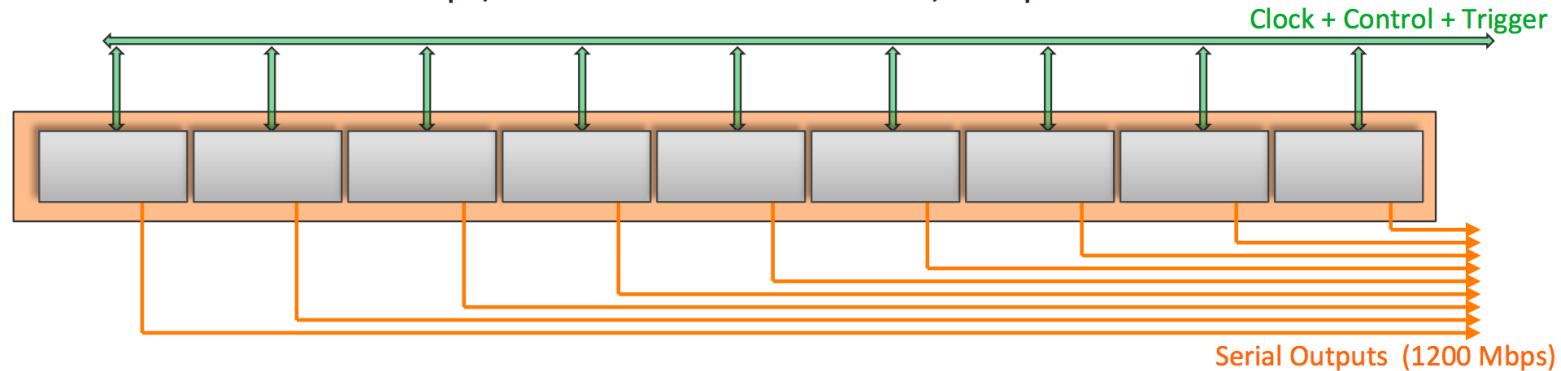 Clock + Control + Trigger
Serial Outputs (1200 Mbps)